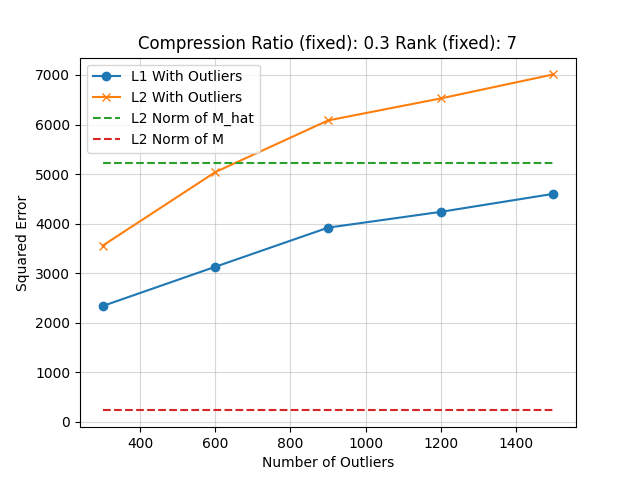 Compression Ratio (fixed): 0.3 Rank (fixed): 7
L1 With Outliers
L2 With Outliers
L2 Norm of M_hat
L2 Norm of M
Squared Error
7000
6000
5000
4000
3000
2000
1000
0
400 600 800 1000 1200 1400
Number of Outliers